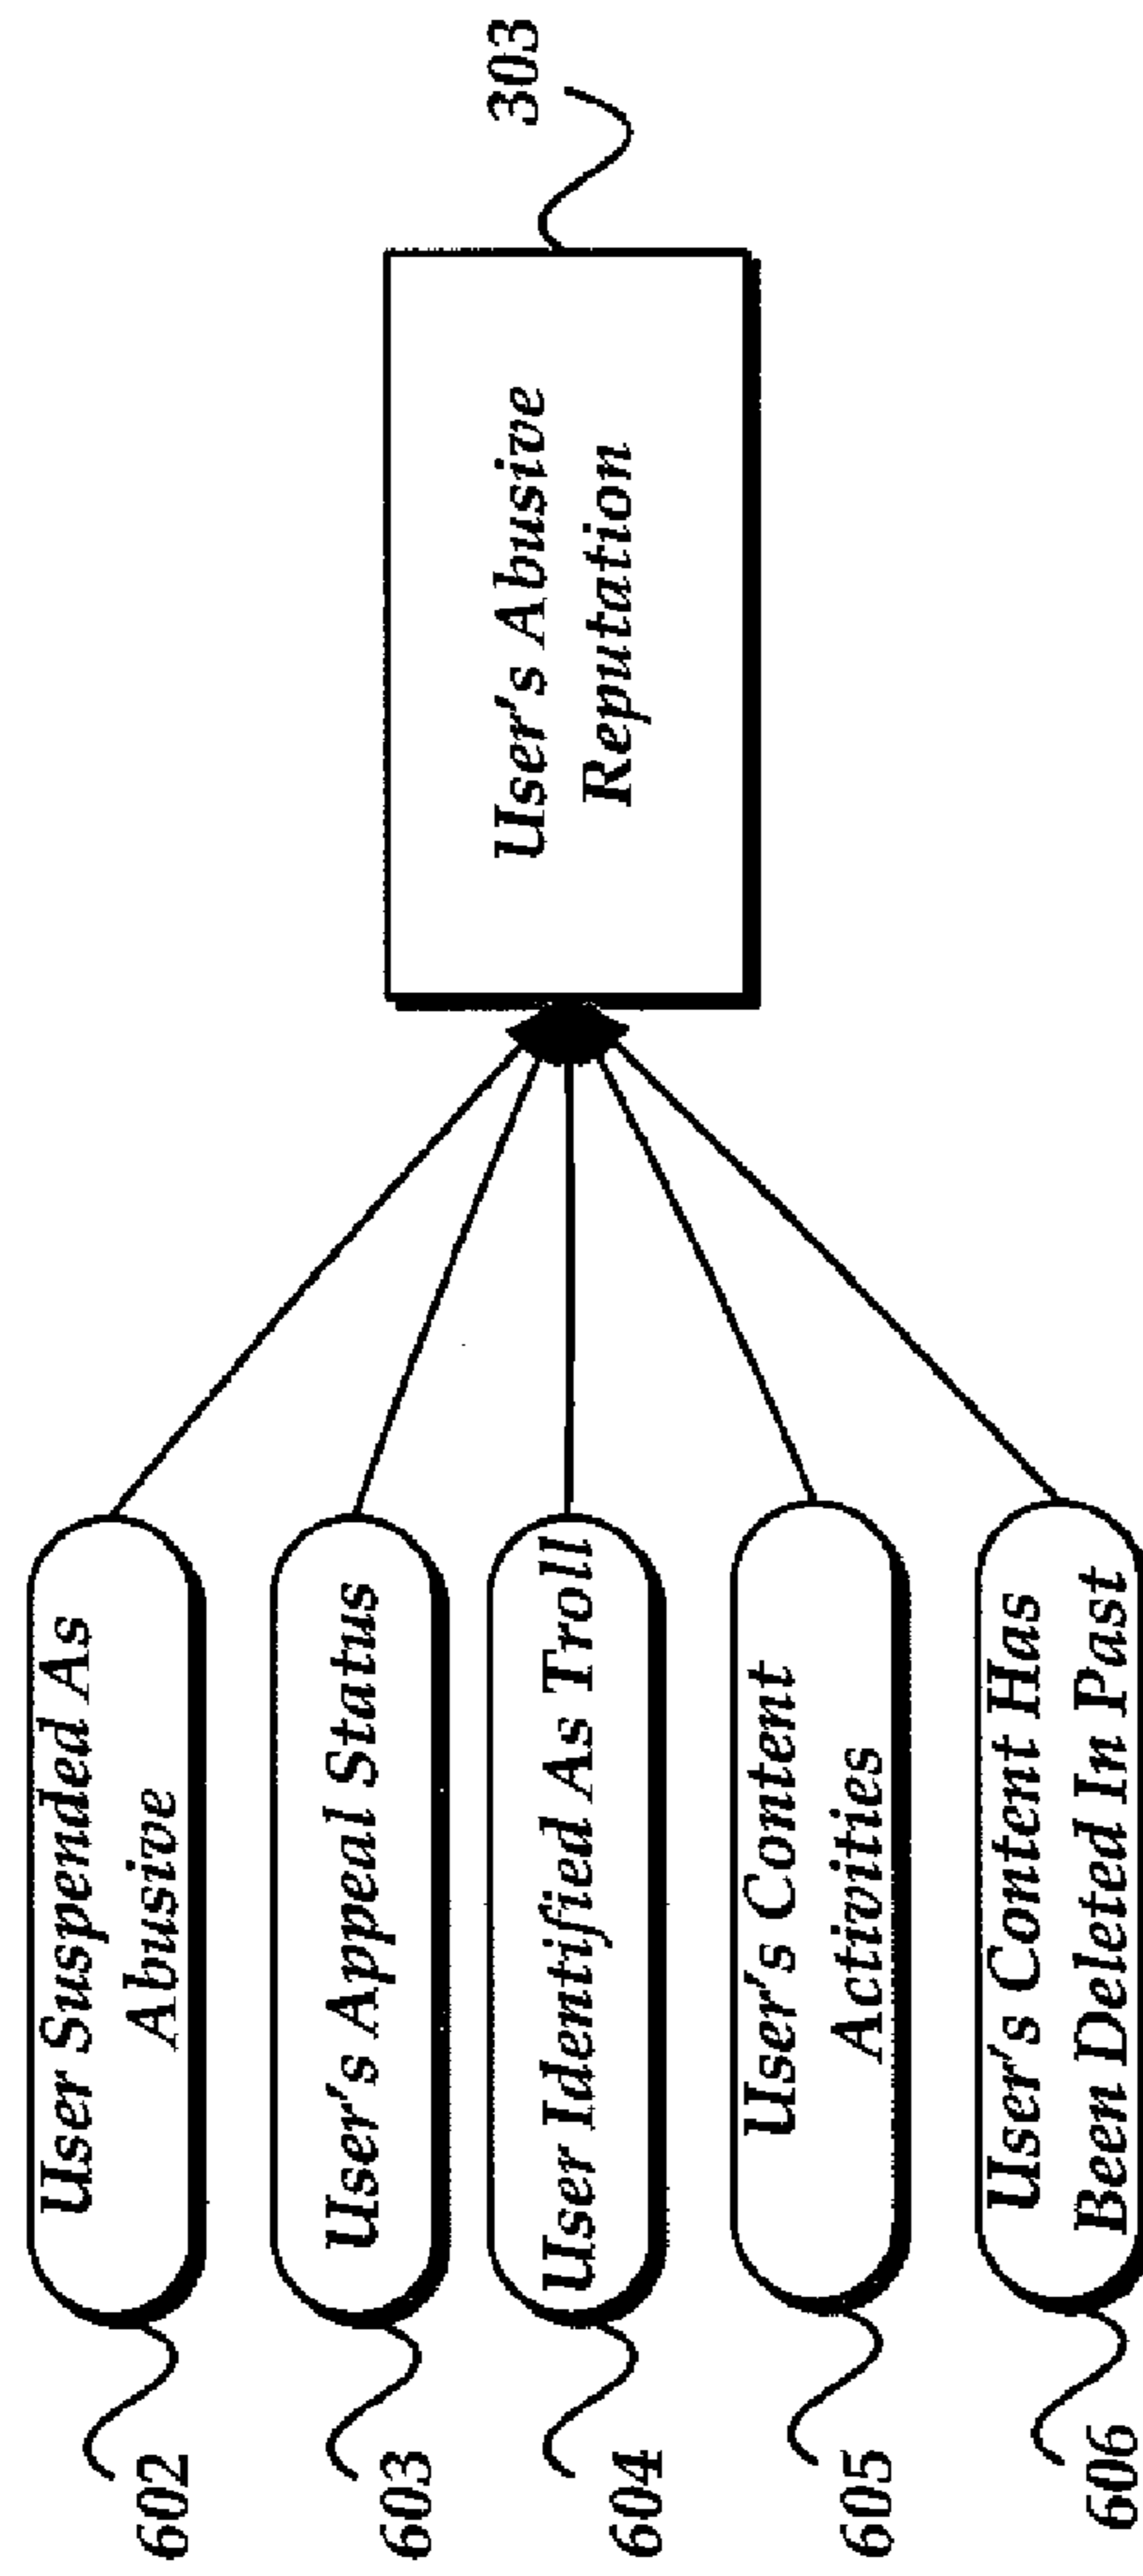 602
User Suspended As
Abusive
603
User's Appeal Status
604
User Identified As Troll
605
User's Content
Activities
606
User's Content Has
Been Deleted In Past
User's Abusive
Reputation
303